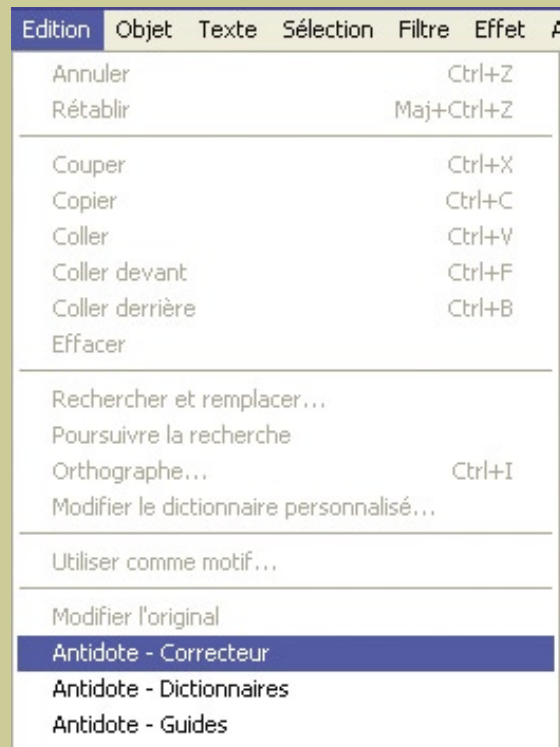 Edition Objet Texte Sélection Filtre Effet
Annuler Ctrl+Z
Rétablir Maj+Ctrl+Z
Couper Ctrl+X
Copier Ctrl+C
Coller Ctrl+V
Coller devant Ctrl+F
Coller derrière Ctrl+B
Effacer
Rechercher et remplacer...
Poursuivre la recherche
Orthographe... Ctrl+I
Modifier le dictionnaire personnalisé...
Utiliser comme motif...
Modifier l'original
Antidote - Correcteur
Antidote - Dictionnaires
Antidote - Guides